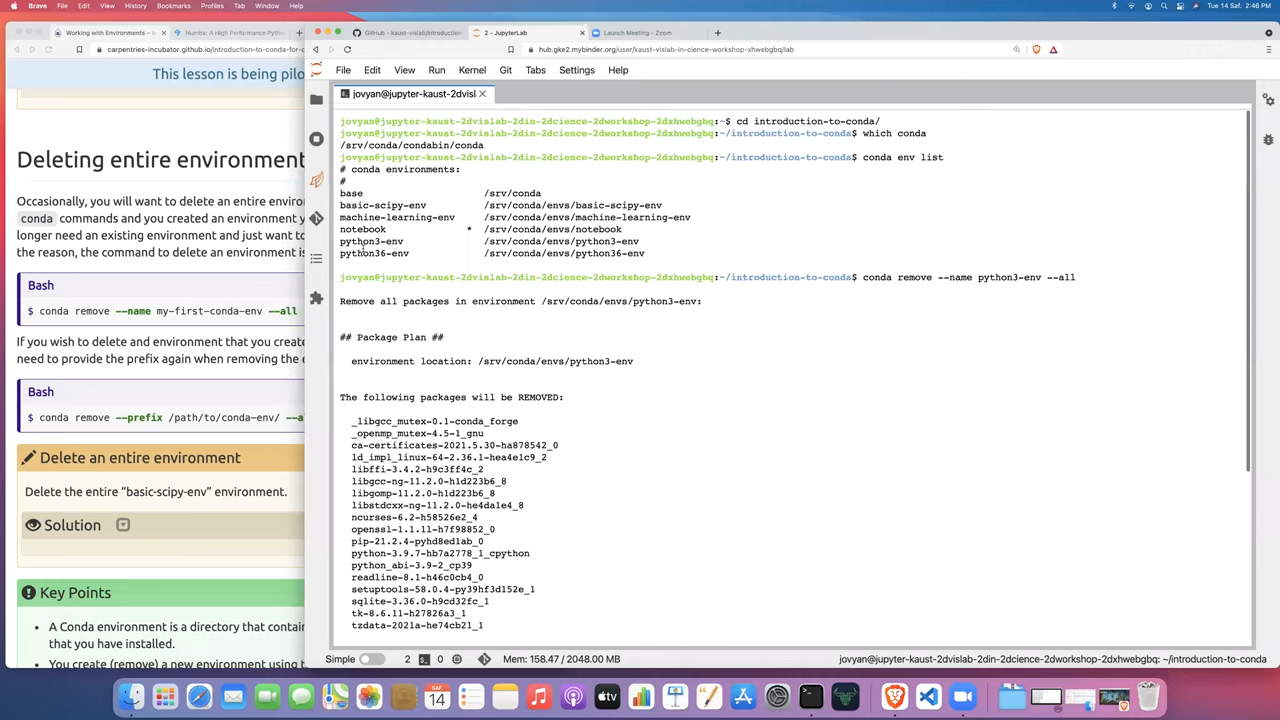 Brave File Edit View History Bookmarks Profiles Tab Window Help
Tue 14 Saf. 2:46 PM
Working with Environments –
Numba: A High Performance Pyth
carpentries-incubator.github.io/introduction-to-conda-for-
This lesson is being pilo
Deleting entire environment
Occasionally, you will want to delete an entire enviro
conda commands and you created an environment y
longer need an existing environment and just want to
the reason, the command to delete an environment is
Bash
$ conda remove --name my-first-conda-env --all
If you wish to delete and environment that you create
need to provide the prefix again when removing the e
Bash
$ conda remove --prefix /path/to/conda-env/ --a
Delete an entire environment
Delete the entire “basic-scipy-env” environment.
Solution
Key Points
A Conda environment is a directory that contain
that you have installed.
You create (remove) a new environment using t
GitHub - kaust-vislab/introduction-
2 - JupyterLab
Launch Meeting - Zoom
hub.gke2.mybinder.org/user/kaust-vislab-in-cience-workshop-xhwebgbq/lab
File Edit View Run Kernel Git Tabs Settings Help
jovyan@jupyter-kaust-2dvisl
jovyan@jupyter-kaust-2dvislab-2din-2dcience-2dworkshop-2dxhwebgbq:~$ cd introduction-to-conda/
jovyan@jupyter-kaust-2dvislab-2din-2dcience-2dworkshop-2dxhwebgbq:~/introduction-to-conda$ which conda
/srv/conda/condabin/conda
jovyan@jupyter-kaust-2dvislab-2din-2dcience-2dworkshop-2dxhwebgbq:~/introduction-to-conda$ conda env list
# conda environments:
#
base /srv/conda
basic-scipy-env /srv/conda/envs/basic-scipy-env
machine-learning-env /srv/conda/envs/machine-learning-env
notebook * /srv/conda/envs/notebook
python3-env /srv/conda/envs/python3-env
python36-env /srv/conda/envs/python36-env
jovyan@jupyter-kaust-2dvislab-2din-2dcience-2dworkshop-2dxhwebgbq:~/introduction-to-conda$ conda remove --name python3-env --all
Remove all packages in environment /srv/conda/envs/python3-env:
## Package Plan ##
environment location: /srv/conda/envs/python3-env
The following packages will be REMOVED:
_libgcc_mutex-0.1-conda_forge
_openmp_mutex-4.5-1_gnu
ca-certificates-2021.5.30-ha878542_0
ld_impl_linux-64-2.36.1-hea4e1c9_2
libffi-3.4.2-h9c3ff4c_2
libgcc-ng-11.2.0-h1d223b6_8
libgomp-11.2.0-h1d223b6_8
libstdcxx-ng-11.2.0-he4da1e4_8
ncurses-6.2-h58526e2_4
openssl-1.1.1l-h7f98852_0
pip-21.2.4-pyhd8ed1ab_0
python-3.9.7-hb7a2778_1_cpython
python_abi-3.9-2_cp39
readline-8.1-h46c0cb4_0
setuptools-58.0.4-py39hf3d152e_1
sqlite-3.36.0-h9cd32fc_1
tk-8.6.11-h27826a3_1
tzdata-2021a-he74cb21_1
Simple 2 0 Mem: 158.47 / 2048.00 MB
jovyan@jupyter-kaust-2dvislab-2din-2dcience-2dworkshop-2dxhwebgbq: ~/introduction-to-conda
SEP
14
tv